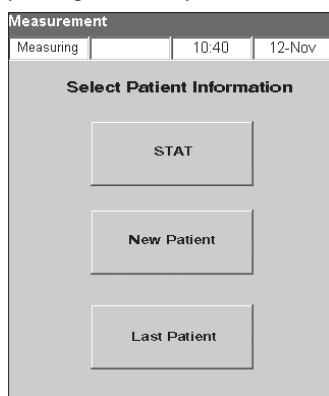 Measurement
Measuring 10:40 12-Nov
Select Patient Information
STAT
New Patient
Last Patient